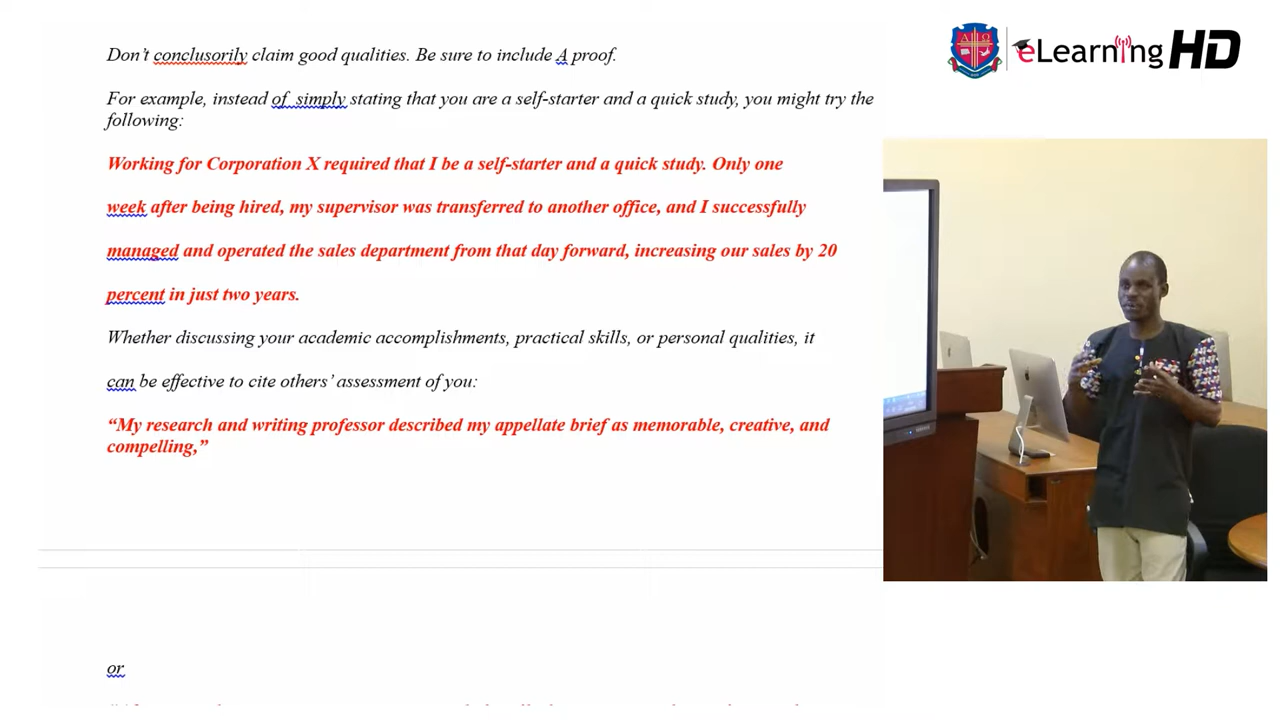 Don't conclusorily claim good qualities. Be sure to include A proof.
For example, instead of simply stating that you are a self-starter and a quick study, you might try the
following:
Working for Corporation X required that I be a self-starter and a quick study. Only one
week after being hired, my supervisor was transferred to another office, and I successfully
managed and operated the sales department from that day forward, increasing our sales by 20
percent in just two years.
Whether discussing your academic accomplishments, practical skills, or personal qualities, it
can be effective to cite others' assessment of you:
“My research and writing professor described my appellate brief as memorable, creative, and
compelling,”
or
eLearning HD